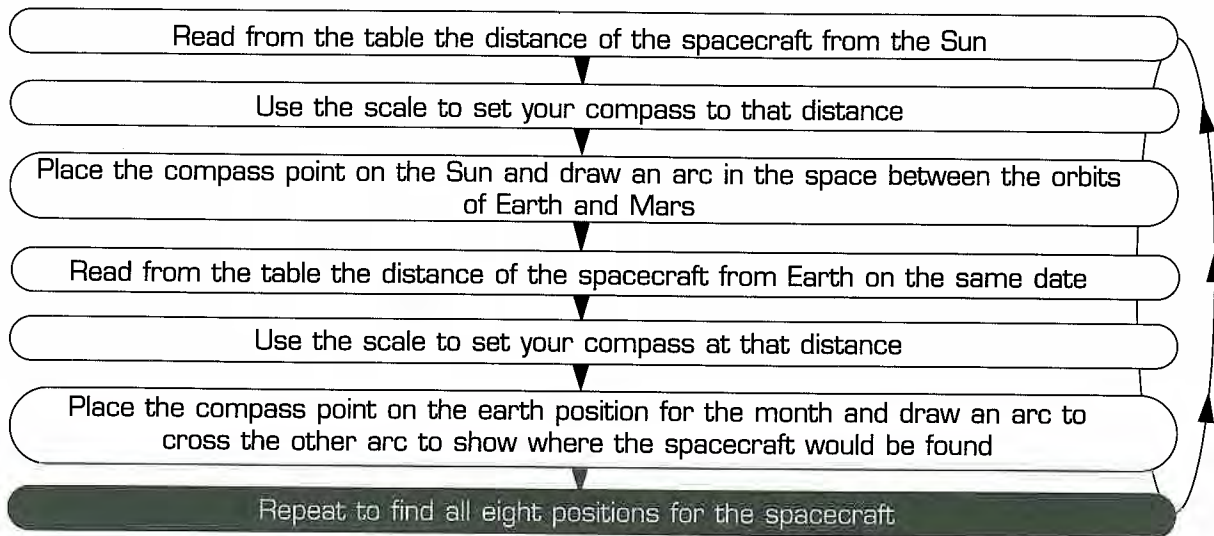 Read from the table the distance of the spacecraft from the Sun
Use the scale to set your compass to that distance
Place the compass point on the Sun and draw an arc in the space between the orbits
of Earth and Mars
Read from the table the distance of the spacecraft from Earth on the same date
Use the scale to set your compass at that distance
Place the compass point on the earth position for the month and draw an arc to
cross the other arc to show where the spacecraft would be found
Repeat to find all eight positions for the spacecraft